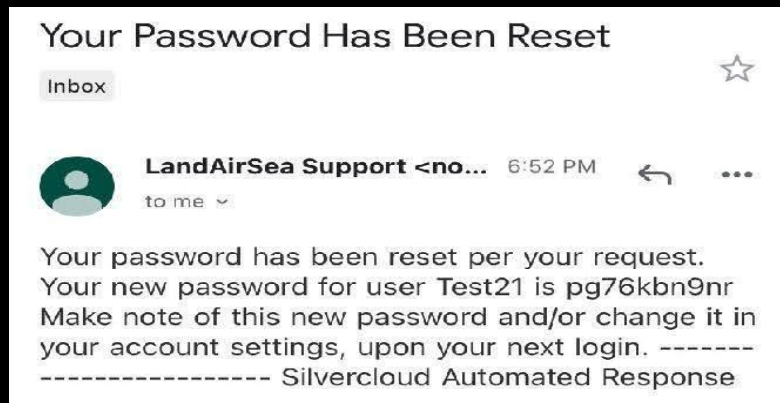 Your Password Has Been Reset
Inbox
LandAirSea Support <no... 6:52 PM
to me
Your password has been reset per your request.
Your new password for user Test21 is pg76kbn9nr
Make note of this new password and/or change it in
your account settings, upon your next login. -------
----------------- Silvercloud Automated Response